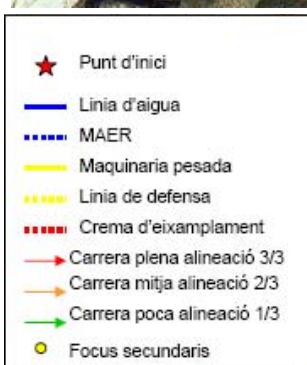 Punt d'inici
Linia d'aigua
MAER
Maquinaria pesada
Linia de defensa
Crema d'eixamplament
Carrera plena alineació 3/3
Carrera mitja alineació 2/3
Carrera poca alineació 1/3
Focus secundaris